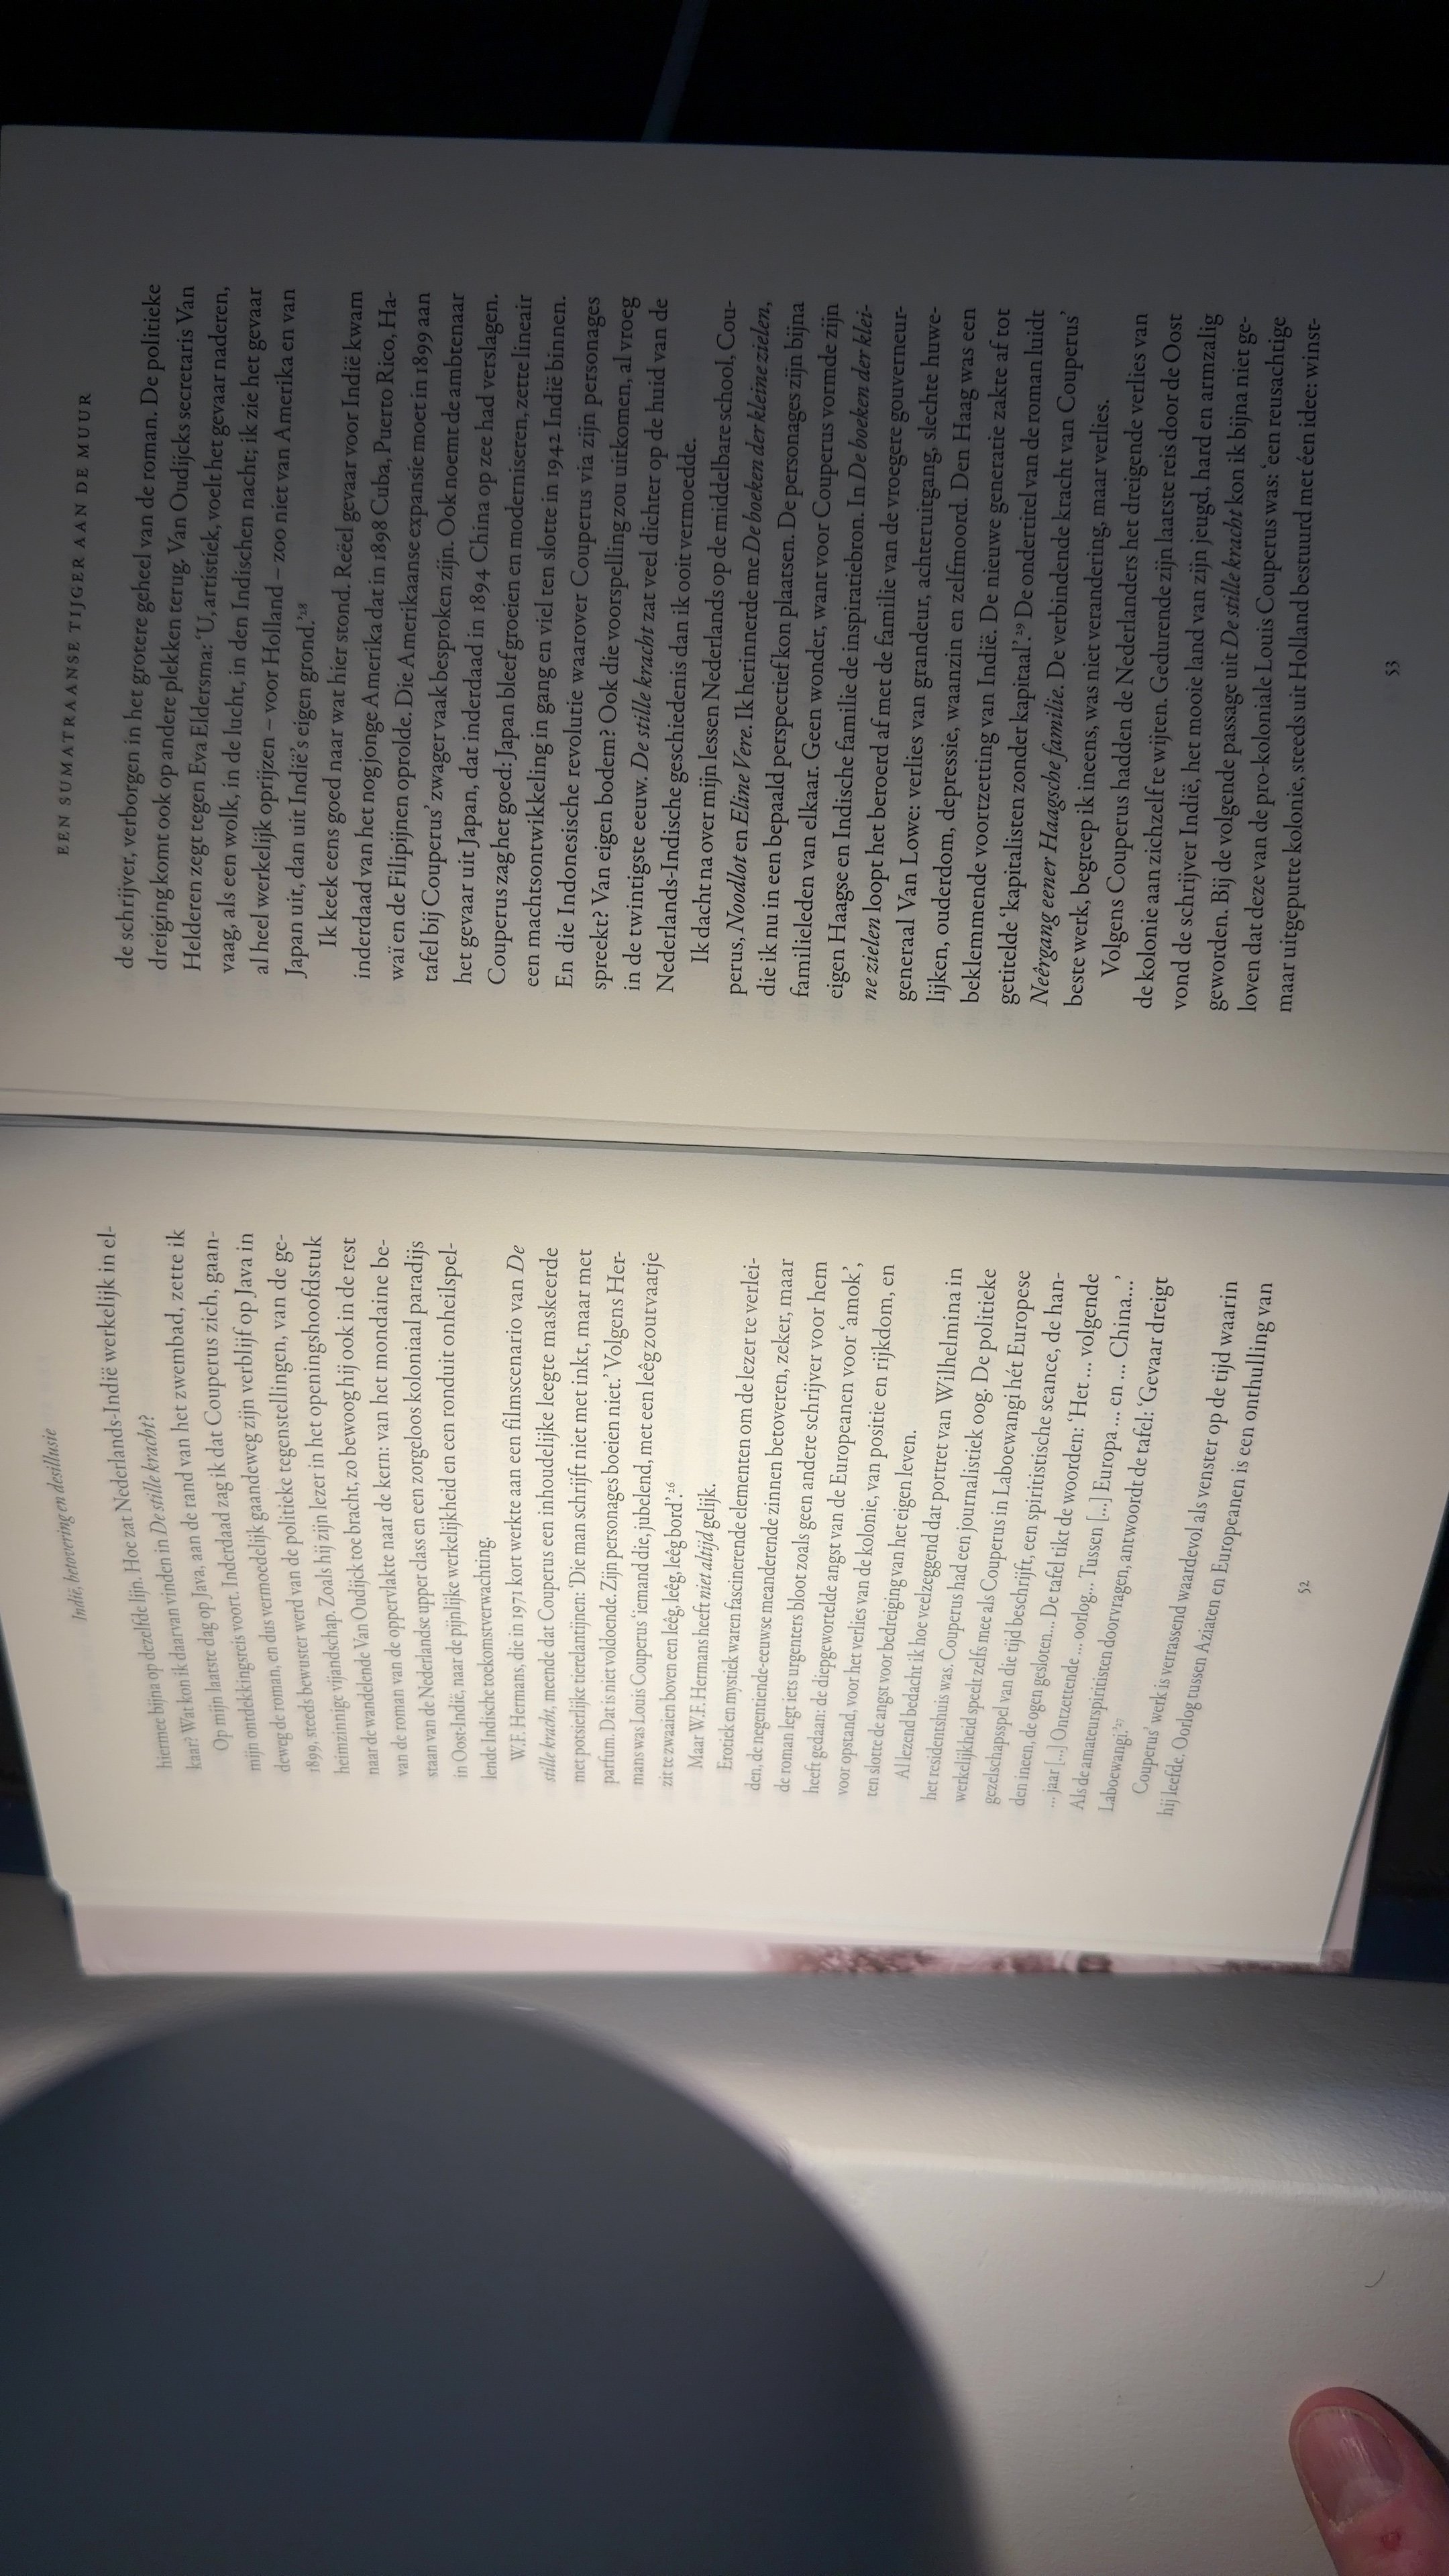 Indië, betovering en desillusie
hiermee bijna op dezelfde lijn. Hoe zat Nederlands-Indië werkelijk in el-
kaar? Wat kon ik daarvan vinden in De stille kracht?
Op mijn laatste dag op Java, aan de rand van het zwembad, zette ik
mijn ontdekkingsreis voort. Inderdaad zag ik dat Couperus zich, gaan-
deweg de roman, en dus vermoedelijk gaandeweg zijn verblijf op Java in
1899, steeds bewuster werd van de politieke tegenstellingen, van de ge-
heimzinnige vijandschap. Zoals hij zijn lezer in het openingshoofdstuk
naar de wandelende Van Oudijck toe bracht, zo bewoog hij ook in de rest
van de roman van de oppervlakte naar de kern: van het mondaine be-
staan van de Nederlandse upper class en een zorgeloos koloniaal paradijs
in Oost-Indië, naar de pijnlijke werkelijkheid en een ronduit onheilspel-
lende Indische toekomstverwachting.
W.F. Hermans, die in 1971 kort werkte aan een filmscenario van De
stille kracht, meende dat Couperus een inhoudelijke leegte maskeerde
met potsierlijke tierelantijnen: ‘Die man schrijft niet met inkt, maar met
parfum. Dat is niet voldoende. Zijn personages boeien niet.’ Volgens Her-
mans was Louis Couperus ‘iemand die, jubelend, met een leêg zoutvaatje
zit te zwaaien boven een leêg, leêg, leêg bord’.26
Maar W.F. Hermans heeft niet altijd gelijk.
Erotiek en mystiek waren fascinerende elementen om de lezer te verlei-
den, de negentiende-eeuwse meanderende zinnen betoveren, zeker, maar
de roman legt iets urgenters bloot zoals geen andere schrijver voor hem
heeft gedaan: de diepgewortelde angst van de Europeanen voor ‘amok’,
voor opstand, voor het verlies van de kolonie, van positie en rijkdom, en
ten slotte de angst voor bedreiging van het eigen leven.
Al lezend bedacht ik hoe veelzeggend dat portret van Wilhelmina in
het residentshuis was. Couperus had een journalistiek oog. De politieke
werkelijkheid speelt zelfs mee als Couperus in Laboewangi hét Europese
gezelschapsspel van die tijd beschrijft, een spiritistische seance, de han-
den ineen, de ogen gesloten... De tafel tikt de woorden: ‘Het ... volgende
... jaar [...] Ontzettende ... oorlog... Tussen [...] Europa ... en ... China...’
Als de amateurspiritisten doorvragen, antwoordt de tafel: ‘Gevaar dreigt
Laboewangi.’27
Couperus’ werk is verrassend waardevol als venster op de tijd waarin
hij leefde. Oorlog tussen Aziaten en Europeanen is een onthulling van
52
EEN SUMATRAANSE TIJGER AAN DE MUUR
de schrijver, verborgen in het grotere geheel van de roman. De politieke
dreiging komt ook op andere plekken terug. Van Oudijcks secretaris Van
Helderen zegt tegen Eva Eldersma: ‘U, artístíek, voelt het gevaar naderen,
vaag, als een wolk, in de lucht, in den Indischen nacht; ik zie het gevaar
al heel werkelijk oprijzen – voor Holland – zoo niet van Amerika en van
Japan uit, dan uit Indië’s eigen grond.’28
Ik keek eens goed naar wat hier stond. Reëel gevaar voor Indië kwam
inderdaad van het nog jonge Amerika dat in 1898 Cuba, Puerto Rico, Ha-
waï en de Filipijnen oprolde. Die Amerikaanse expansie moet in 1899 aan
tafel bij Couperus’ zwager vaak besproken zijn. Ook noemt de ambtenaar
het gevaar uit Japan, dat inderdaad in 1894 China op zee had verslagen.
Couperus zag het goed: Japan bleef groeien en moderniseren, zette lineair
een machtsontwikkeling in gang en viel ten slotte in 1942 Indië binnen.
En die Indonesische revolutie waarover Couperus via zijn personages
spreekt? Van eigen bodem? Ook die voorspelling zou uitkomen, al vroeg
in de twintigste eeuw. De stille kracht zat veel dichter op de huid van de
Nederlands-Indische geschiedenis dan ik ooit vermoedde.
Ik dacht na over mijn lessen Nederlands op de middelbare school, Cou-
perus, Noodlot en Eline Vere. Ik herinnerde me De boeken der kleine zielen,
die ik nu in een bepaald perspectief kon plaatsen. De personages zijn bijna
familieleden van elkaar. Geen wonder, want voor Couperus vormde zijn
eigen Haagse en Indische familie de inspiratiebron. In De boeken der klei-
ne zielen loopt het beroerd af met de familie van de vroegere gouverneur-
generaal Van Lowe: verlies van grandeur, achteruitgang, slechte huwe-
lijken, ouderdom, depressie, waanzin en zelfmoord. Den Haag was een
beklemmende voortzetting van Indië. De nieuwe generatie zakte af tot
getitelde ‘kapitalisten zonder kapitaal’.29 De ondertitel van de roman luidt
Neêrgang eener Haagsche familie. De verbindende kracht van Couperus’
beste werk, begreep ik ineens, was niet verandering, maar verlies.
Volgens Couperus hadden de Nederlanders het dreigende verlies van
de kolonie aan zichzelf te wijten. Gedurende zijn laatste reis door de Oost
vond de schrijver Indië, het mooie land van zijn jeugd, hard en armzalig
geworden. Bij de volgende passage uit De stille kracht kon ik bijna niet ge-
loven dat deze van de pro-koloniale Louis Couperus was: ‘een reusachtige
maar uitgeputte kolonie, steeds uit Holland bestuurd met één idee: winst-
53